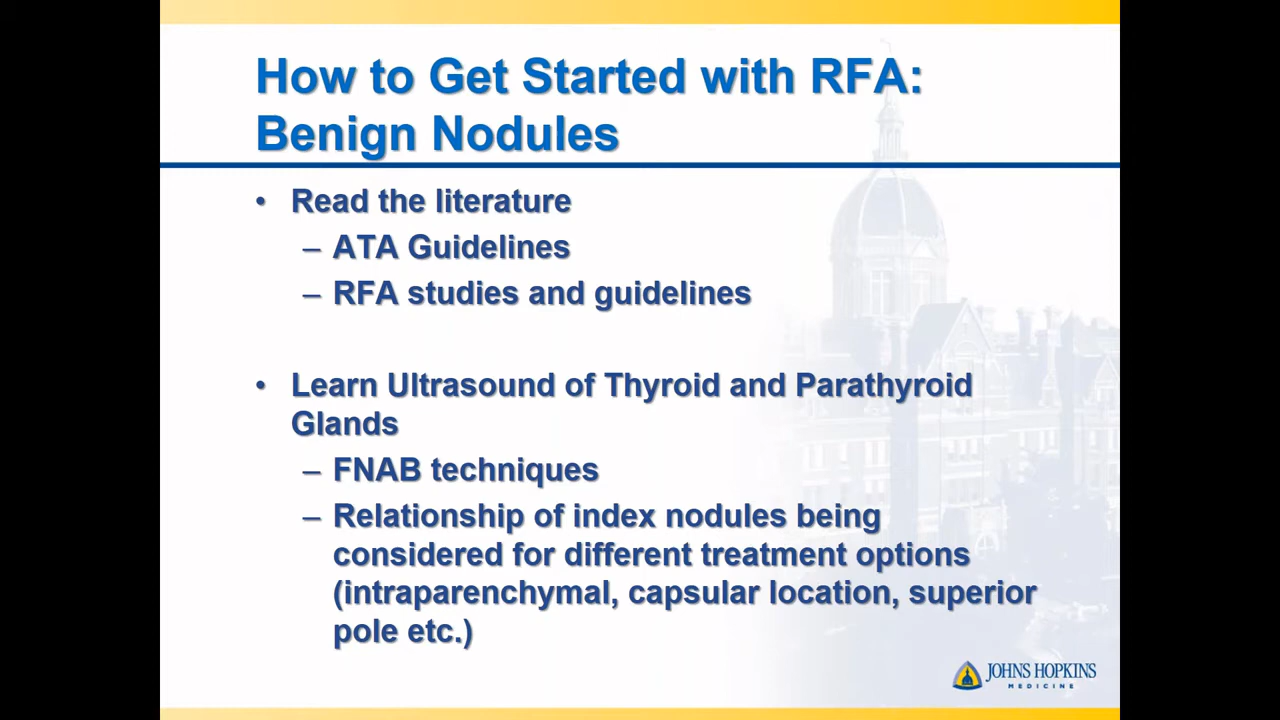 How to Get Started with RFA:
Benign Nodules
• Read the literature
– ATA Guidelines
– RFA studies and guidelines
• Learn Ultrasound of Thyroid and Parathyroid
Glands
– FNAB techniques
– Relationship of index nodules being
considered for different treatment options
(intraparenchymal, capsular location, superior
pole etc.)
JOHNS HOPKINS
MEDICINE